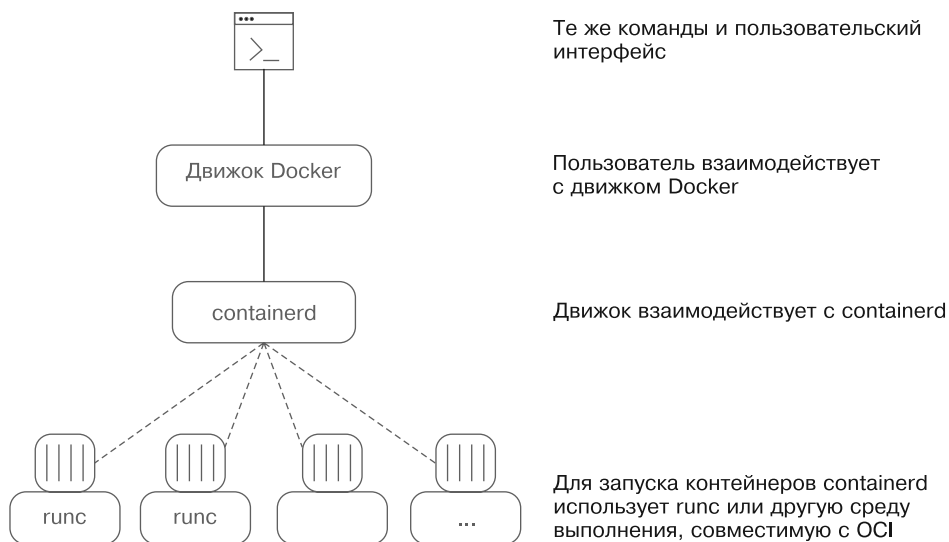 Те же команды и пользовательский
интерфейс
Движок Docker
Пользователь взаимодействует
с движком Docker
containerd
Движок взаимодействует с containerd
runc
runc
...
Для запуска контейнеров containerd
использует runc или другую среду
выполнения, совместимую с OCI